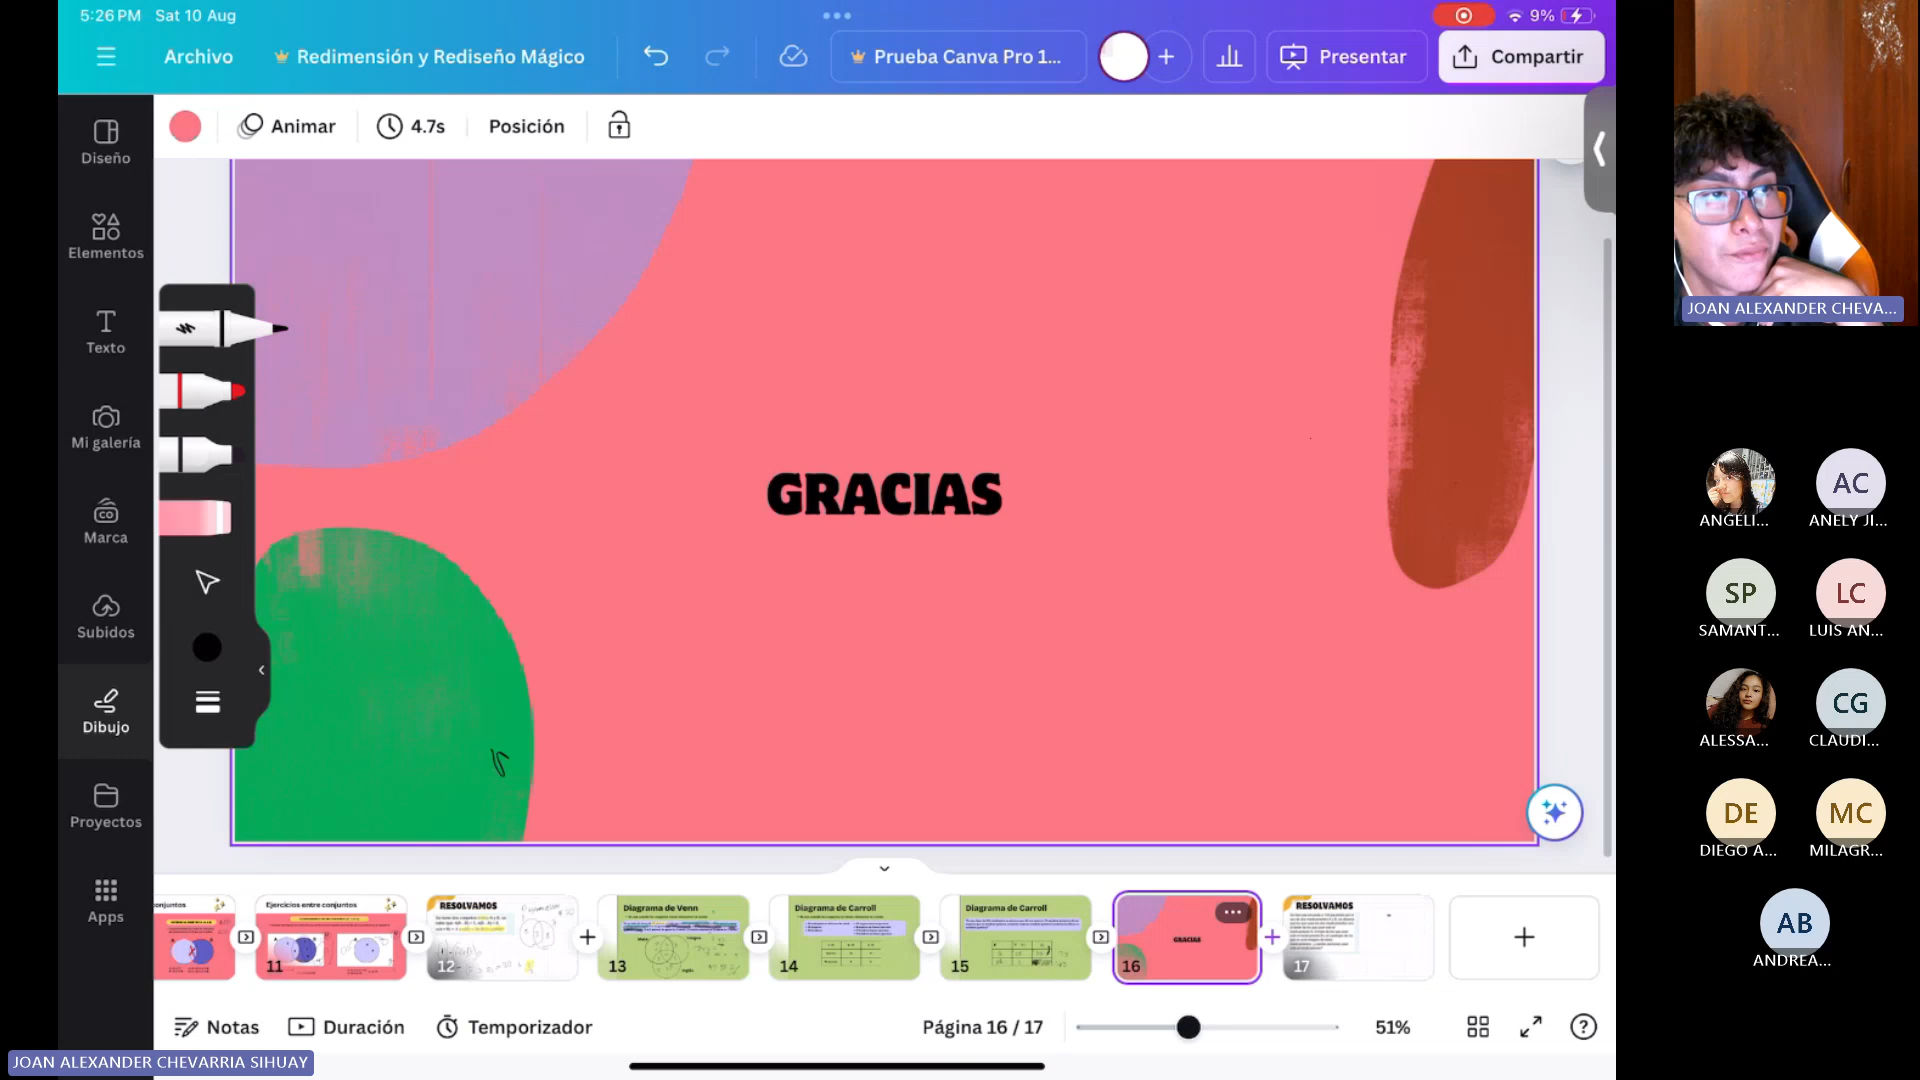 5:26 PM Sat 10 Aug
9%
Archivo
Redimensión y Rediseño Mágico
Prueba Canva Pro 1...
Presentar
Compartir
Animar
4.7s
Posición
Diseño
Elementos
Texto
Mi galería
Marca
Subidos
Dibujo
Proyectos
Apps
GRACIAS
Ejercicios entre conjuntos
11
RESOLVAMOS
12
Diagrama de Venn
13
Diagrama de Carroll
14
Diagrama de Carroll
15
GRACIAS
16
RESOLVAMOS
17
Notas
Duración
Temporizador
Página 16 / 17
51%
JOAN ALEXANDER CHEVARRIA SIHUAY
JOAN ALEXANDER CHEVA...
ANGELI...
AC
ANELY JI...
SP
SAMANT...
LC
LUIS AN...
ALESSA...
CG
CLAUDI...
DE
DIEGO A...
MC
MILAGR...
AB
ANDREA...